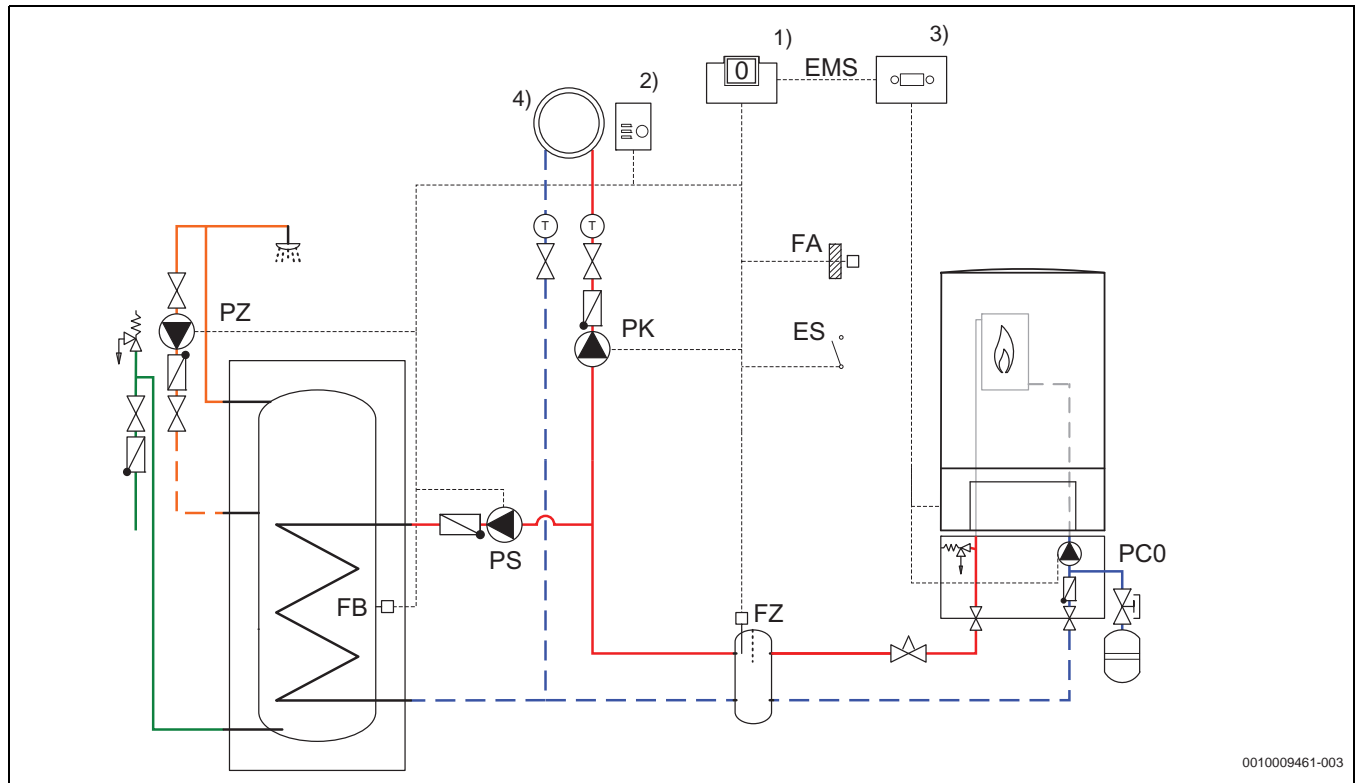 1)
3)
0
EMS
2)
4)
T
T
FA
PZ
PK
ES
PS
PC0
FB
FZ
0010009461-003